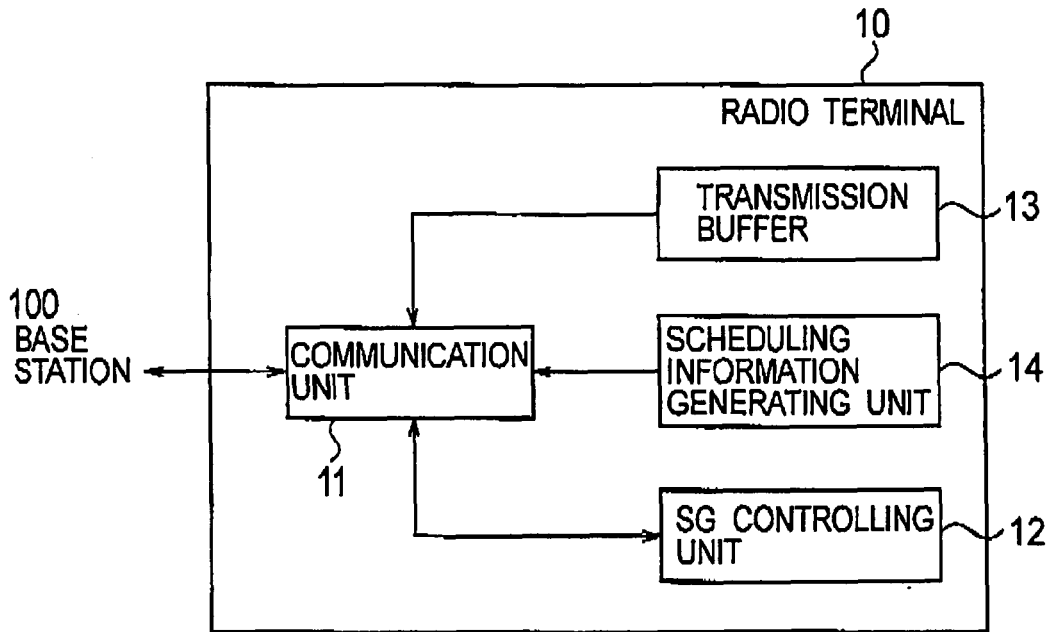 10
RADIO TERMINAL
TRANSMISSION
BUFFER
13
100
BASE
STATION
COMMUNICATION
UNIT
11
SCHEDULING
INFORMATION
GENERATING UNIT
14
SG CONTROLLING
UNIT
12